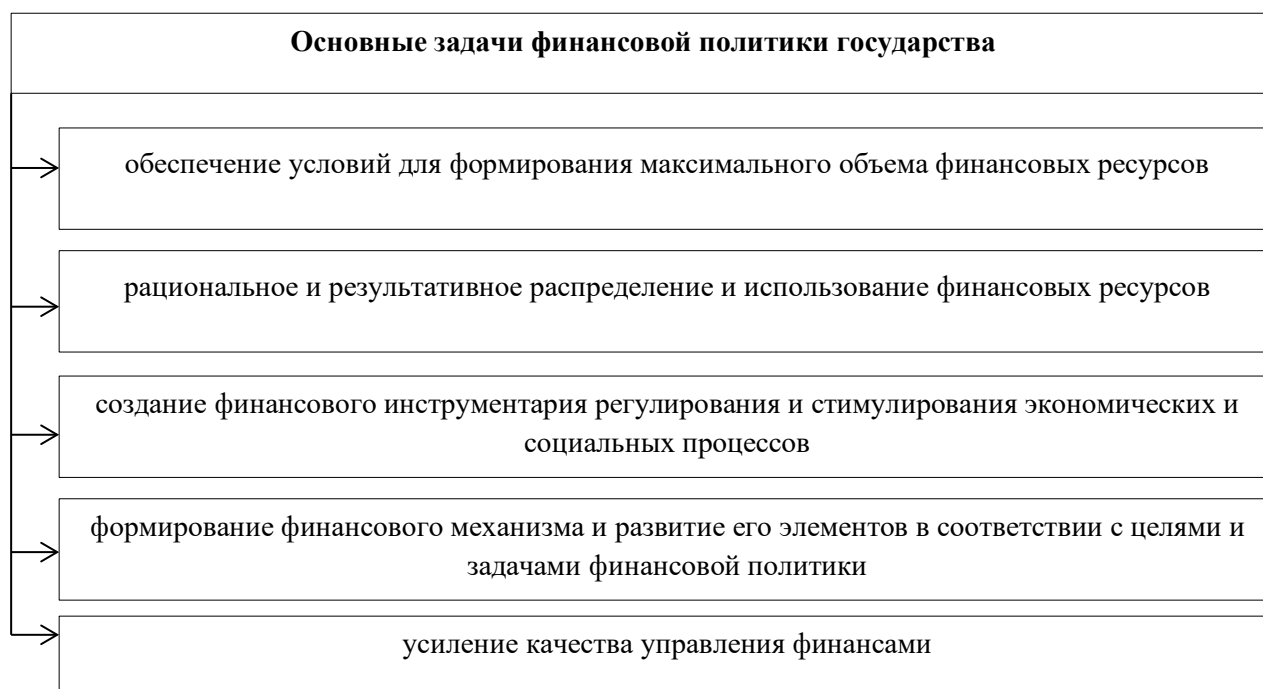 Основные задачи финансовой политики государства
обеспечение условий для формирования максимального объема финансовых ресурсов
рациональное и результативное распределение и использование финансовых ресурсов
создание финансового инструментария регулирования и стимулирования экономических и
социальных процессов
формирование финансового механизма и развитие его элементов в соответствии с целями и
задачами финансовой политики
усиление качества управления финансами